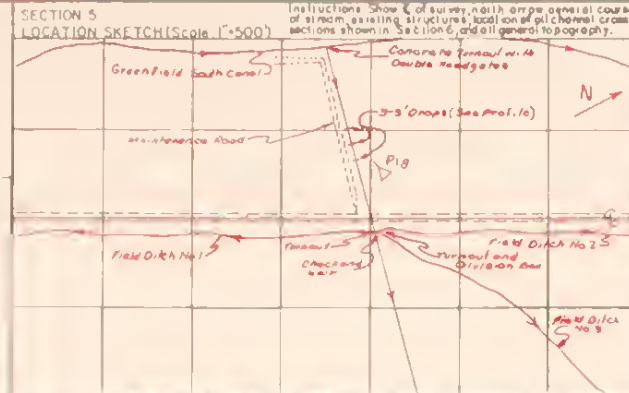 SECTION 5
LOCATION SKETCH (Scale 1"=500')
Instructions: Show ℄ of survey, north arrow, general course
of stream, existing structures, location of all channel cross
sections shown in Section 6, and all general topography.
Greenfield South Canal
Concrete Turnout with
Double Headgates
N
3-3' Drops (See Profile)
Maintenance Road
P18
Field Ditch No 1
Turnout
Check and
Weir
Turnout and
Division Box
Field Ditch No 2
Field Ditch
No 3